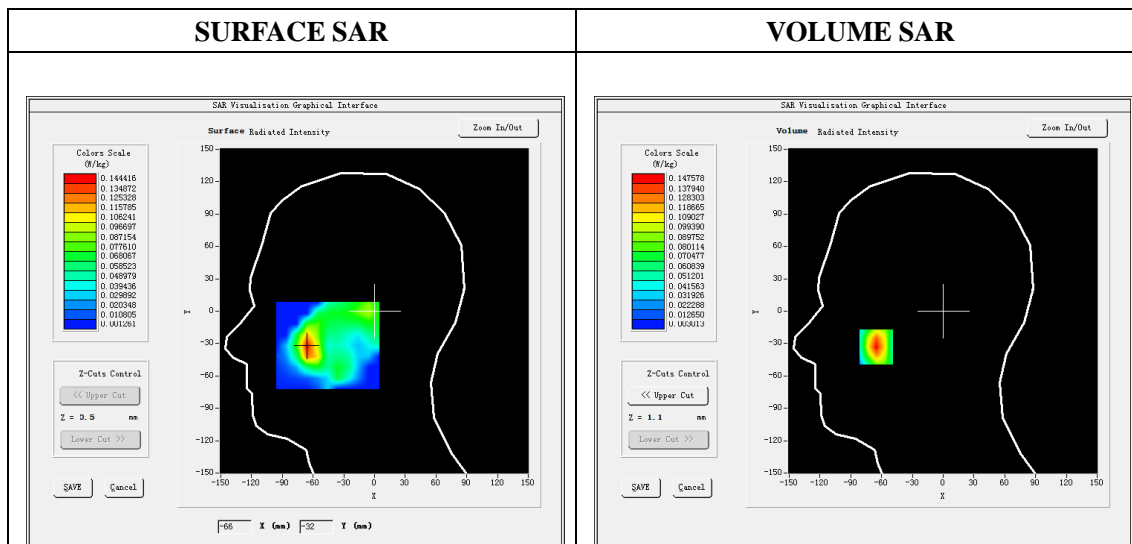 SURFACE SAR
VOLUME SAR
SAR Visualisation Graphical Interface
Surface Radiated Intensity
Zoom In/Out
Colors Scale
(W/kg)
0.144416
0.134872
0.125328
0.115785
0.106241
0.096697
0.087154
0.077610
0.068067
0.058523
0.048979
0.039436
0.029892
0.020348
0.010805
0.001261
150
120
90
60
30
0
-30
-60
-90
-120
-150
Y
-150 -120 -90 -60 -30 0 30 60 90 120 150
X
Z-Cuts Control
<< Upper Cut
Z = 0.5 mm
Lower Cut >>
SAVE Cancel
-66 X (mm) -32 Y (mm)
SAR Visualisation Graphical Interface
Volume Radiated Intensity
Zoom In/Out
Colors Scale
(W/kg)
0.147578
0.137940
0.128303
0.118665
0.109027
0.099390
0.089752
0.080114
0.070477
0.060839
0.051201
0.041563
0.031926
0.022288
0.012650
0.003013
150
120
90
60
30
0
-30
-60
-90
-120
-150
Y
-150 -120 -90 -60 -30 0 30 60 90 120 150
X
Z-Cuts Control
<< Upper Cut
Z = 1.1 mm
Lower Cut >>
SAVE Cancel